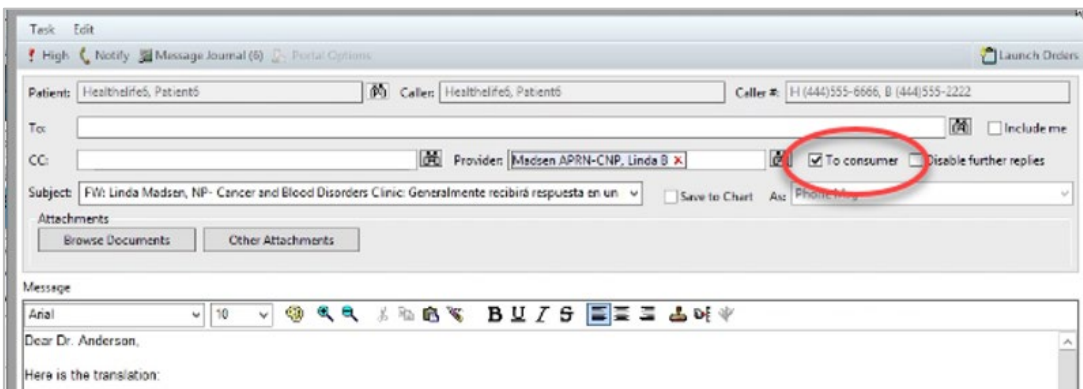 Task Edit
High Notify Message Journal (6) Portal Options Launch Orders
Patient: Healthelife6, Patient6 Caller: Healthelife6, Patient6 Caller #: H (444)555-6666, B (444)555-2222
To: Include me
CC: Provider: Madsen APRN-CNP, Linda B To consumer Disable further replies
Subject: FW: Linda Madsen, NP- Cancer and Blood Disorders Clinic: Generalmente recibirá respuesta en un Save to Chart As: Phone Msg
Attachments
Browse Documents Other Attachments
Message
Arial 10 B U I S
Dear Dr. Anderson,
Here is the translation: